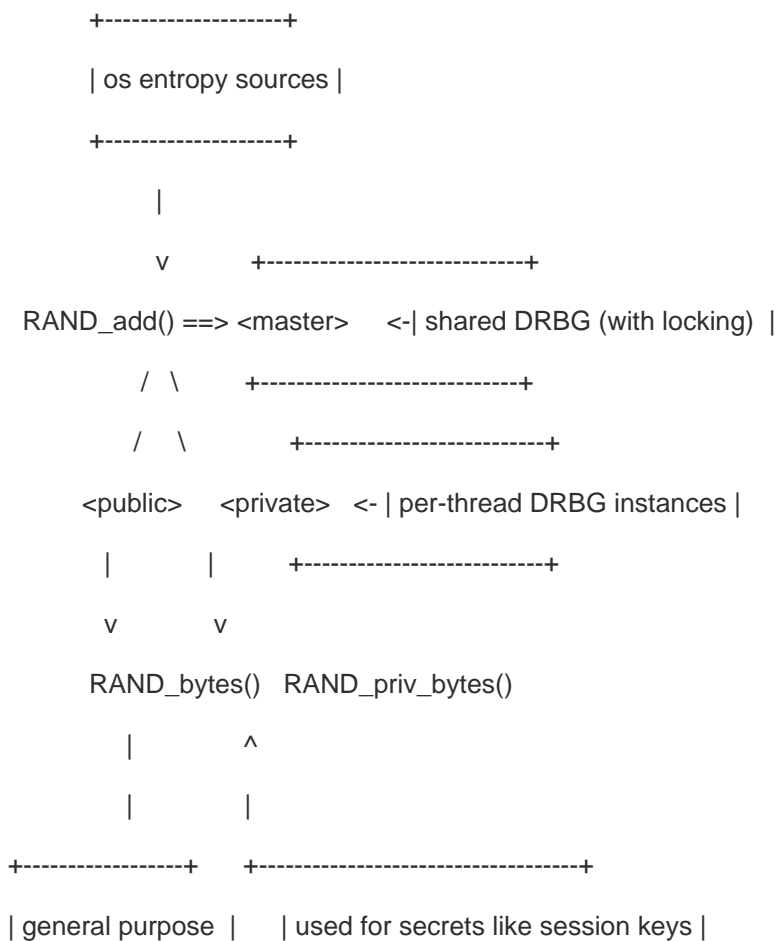 +--------------------+
| os entropy sources |
+--------------------+
|
v +----------------------------+
RAND_add() ==> <master> <-| shared DRBG (with locking) |
/ \ +----------------------------+
/ \ +--------------------------+
<public> <private> <- | per-thread DRBG instances |
| | +--------------------------+
v v
RAND_bytes() RAND_priv_bytes()
| ^
| |
+------------------+ +-----------------------------------+
| general purpose | | used for secrets like session keys |